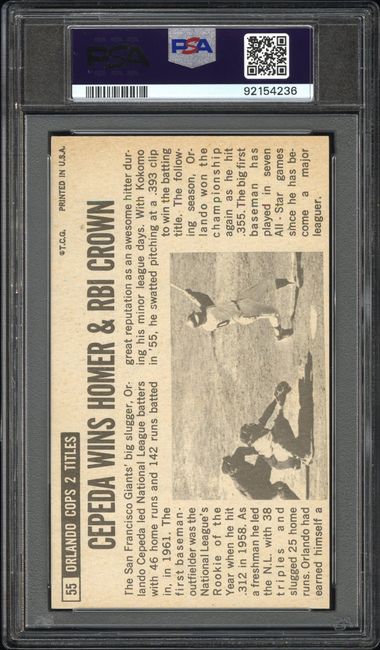 PSA
PSA
PSA
92154236
55 ORLANDO COPS 2 TITLES
©T.C.G. PRINTED IN U.S.A.
CEPEDA WINS HOMER & RBI CROWN
The San Francisco Giants' big slugger, Or-
lando Cepeda led National League batters
with 46 home runs and 142 runs batted
in, in 1961. The
first baseman-
outfielder was the
National League's
Rookie of the
Year when he hit
.312 in 1958. As
a freshman he led
the N.L. with 38
triples and
slugged 25 home
runs. Orlando had
earned himself a
great reputation as an awesome hitter dur-
ing his minor league days. With Kokomo
in '55, he swatted pitching at a .393 clip
to win the batting
title. The follow-
ing season, Or-
lando won the
championship
again as he hit
.355. The big first
baseman has
played in seven
All - Star games
since he has be-
come a major
leaguer.